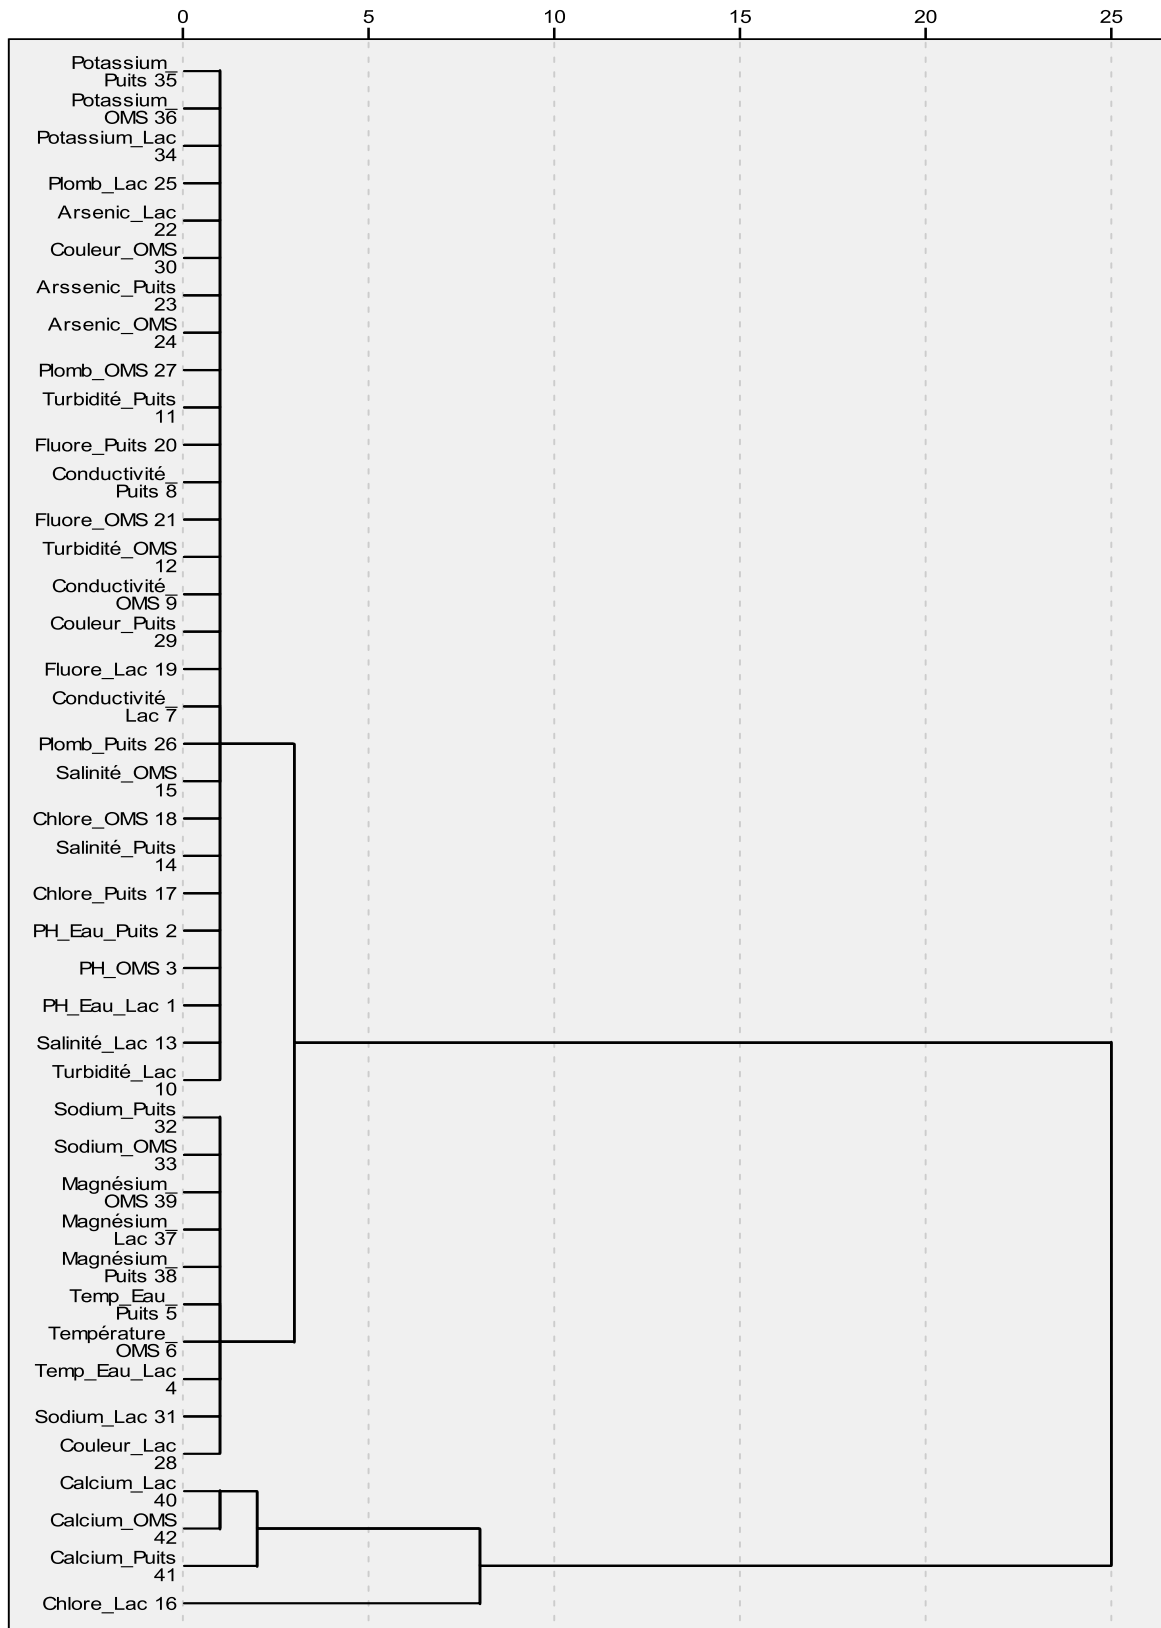 0 5 10 15 20 25
Potassium_
Puits 35
Potassium_
OMS 36
Potassium_Lac
34
Plomb_Lac 25
Arsenic_Lac
22
Couleur_OMS
30
Arssenic_Puits
23
Arsenic_OMS
24
Plomb_OMS 27
Turbidité_Puits
11
Fluore_Puits 20
Conductivité_
Puits 8
Fluore_OMS 21
Turbidité_OMS
12
Conductivité_
OMS 9
Couleur_Puits
29
Fluore_Lac 19
Conductivité_
Lac 7
Plomb_Puits 26
Salinité_OMS
15
Chlore_OMS 18
Salinité_Puits
14
Chlore_Puits 17
PH_Eau_Puits 2
PH_OMS 3
PH_Eau_Lac 1
Salinité_Lac 13
Turbidité_Lac
10
Sodium_Puits
32
Sodium_OMS
33
Magnésium_
OMS 39
Magnésium_
Lac 37
Magnésium_
Puits 38
Temp_Eau_
Puits 5
Température_
OMS 6
Temp_Eau_Lac
4
Sodium_Lac 31
Couleur_Lac
28
Calcium_Lac
40
Calcium_OMS
42
Calcium_Puits
41
Chlore_Lac 16